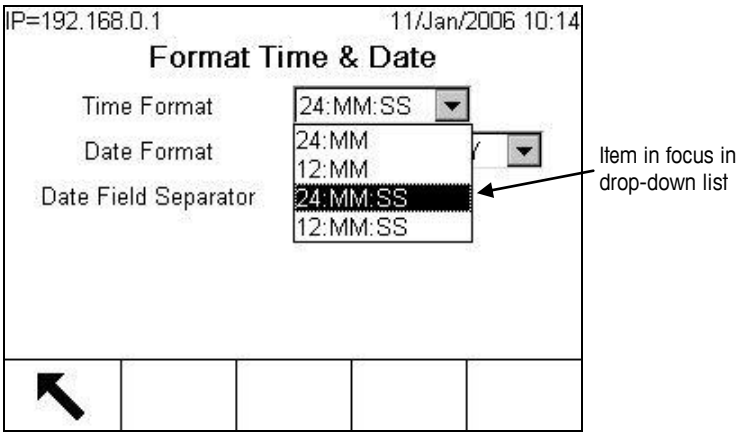 IP=192.168.0.1 11/Jan/2006 10:14
Format Time & Date
Time Format 24:MM:SS
24:MM
Date Format Y
12:MM
Date Field Separator 24:MM:SS
12:MM:SS
Item in focus in
drop-down list